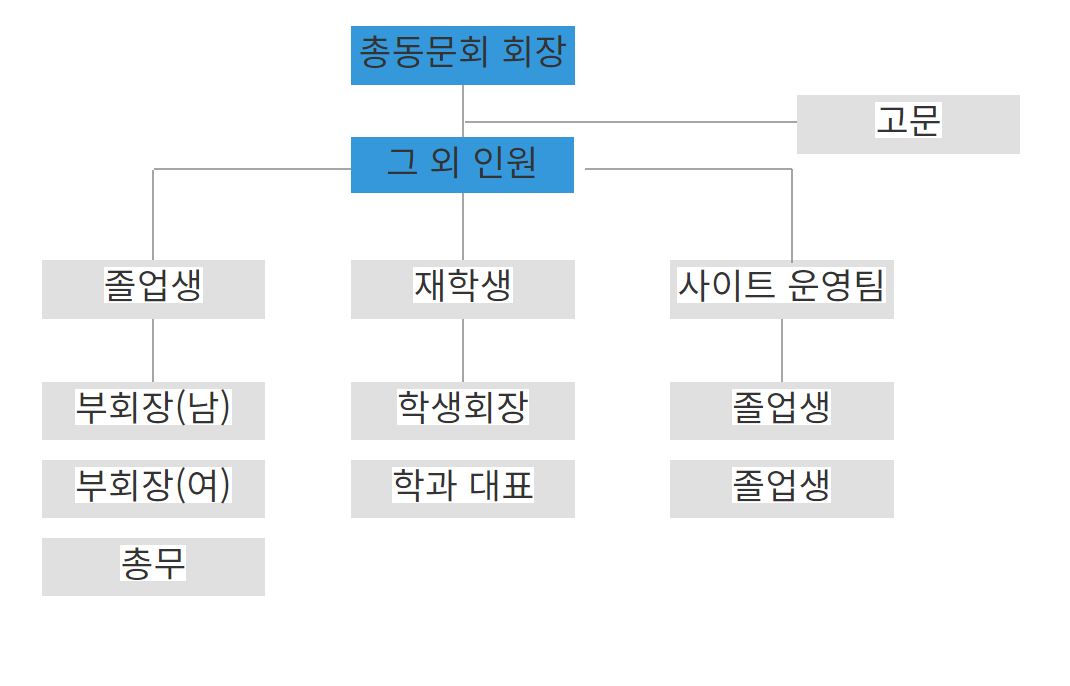 총동문회 회장
고문
그 외 인원
졸업생
재학생
사이트 운영팀
부회장(남)
학생회장
졸업생
부회장(여)
학과 대표
졸업생
총무